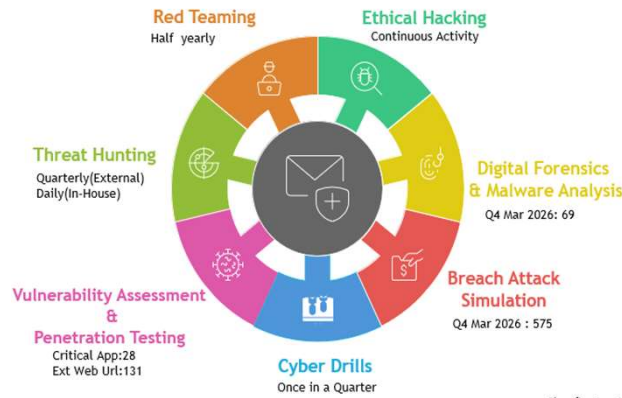 Red Teaming
Half yearly
Ethical Hacking
Continuous Activity
Threat Hunting
Quarterly(External)
Daily(In-House)
Digital Forensics
& Malware Analysis
Q4 Mar 2026: 69
Vulnerability Assessment
&
Penetration Testing
Critical App:28
Ext Web Url:131
Breach Attack
Simulation
Q4 Mar 2026 : 575
Cyber Drills
Once in a Quarter